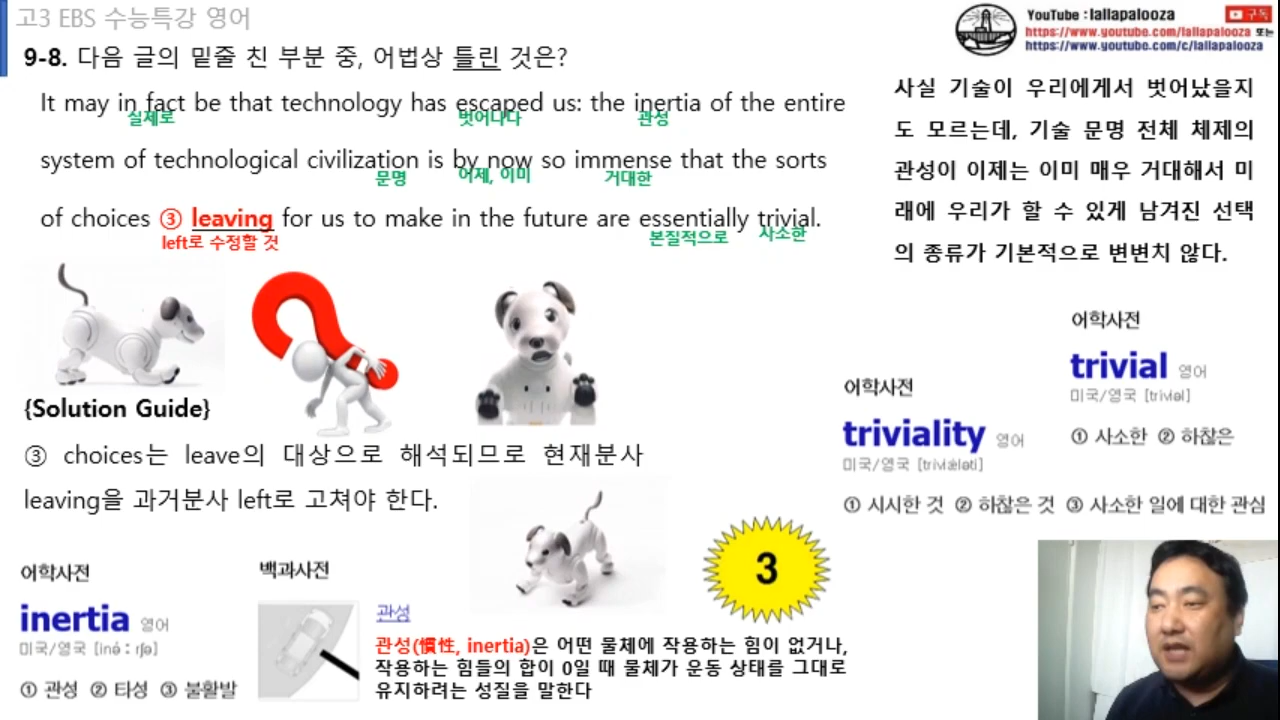 고3 EBS 수능특강 영어
YouTube : lallapalooza 구독
https://www.youtube.com/lallapalooza 또는
https://www.youtube.com/c/lallapalooza
9-8. 다음 글의 밑줄 친 부분 중, 어법상 틀린 것은?
It may in fact be that technology has escaped us: the inertia of the entire
실제로 벗어나다 관성
system of technological civilization is by now so immense that the sorts
문명 이제, 이미 거대한
of choices ③ leaving for us to make in the future are essentially trivial.
left로 수정할 것 본질적으로 사소한
사실 기술이 우리에게서 벗어났을지
도 모르는데, 기술 문명 전체 체제의
관성이 이제는 이미 매우 거대해서 미
래에 우리가 할 수 있게 남겨진 선택
의 종류가 기본적으로 변변치 않다.
{Solution Guide}
③ choices는 leave의 대상으로 해석되므로 현재분사
leaving을 과거분사 left로 고쳐야 한다.
어학사전
trivial 영어
미국/영국 [tríviəl]
① 사소한 ② 하찮은
어학사전
triviality 영어
미국/영국 [triviǽləti]
① 시시한 것 ② 하찮은 것 ③ 사소한 일에 대한 관심
3
어학사전
inertia 영어
미국/영국 [inə́ːrʃə]
① 관성 ② 타성 ③ 불활발
백과사전
관성
관성(慣性, inertia)은 어떤 물체에 작용하는 힘이 없거나,
작용하는 힘들의 합이 0일 때 물체가 운동 상태를 그대로
유지하려는 성질을 말한다